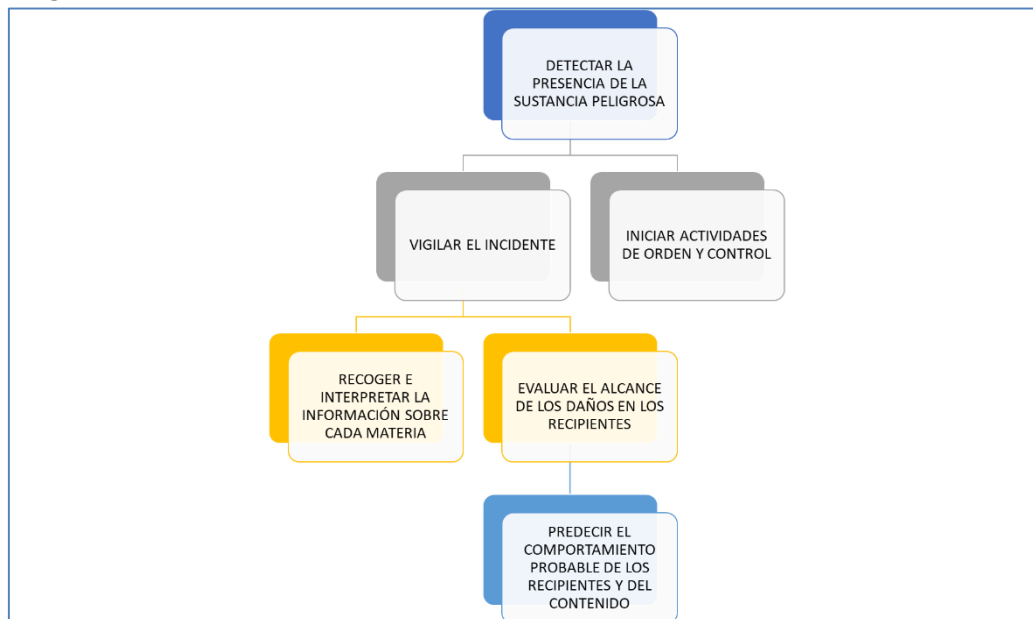 DETECTAR LA
PRESENCIA DE LA
SUSTANCIA PELIGROSA
VIGILAR EL INCIDENTE
INICIAR ACTIVIDADES
DE ORDEN Y CONTROL
RECOGER E
INTERPRETAR LA
INFORMACIÓN SOBRE
CADA MATERIA
EVALUAR EL ALCANCE
DE LOS DAÑOS EN LOS
RECIPIENTES
PREDECIR EL
COMPORTAMIENTO
PROBABLE DE LOS
RECIPIENTES Y DEL
CONTENIDO